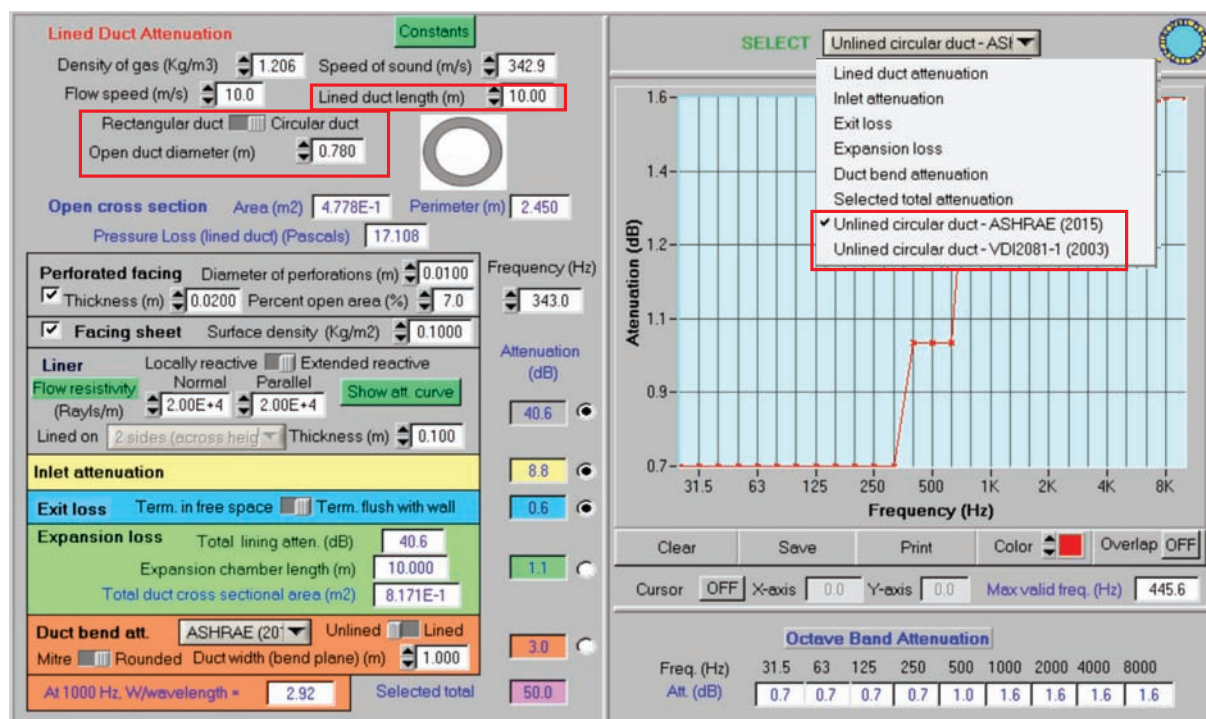 Lined Duct Attenuation Constants
Density of gas (Kg/m3) 1.206 Speed of sound (m/s) 342.9
Flow speed (m/s) 10.0 Lined duct length (m) 10.00
Rectangular duct Circular duct
Open duct diameter (m) 0.780
Open cross section Area (m2) 4.778E-1 Perimeter (m) 2.450
Pressure Loss (lined duct) (Pascals) 17.108
Perforated facing Diameter of perforations (m) 0.0100
Thickness (m) 0.0200 Percent open area (%) 7.0
Frequency (Hz)
343.0
Facing sheet Surface density (Kg/m2) 0.1000
Liner Locally reactive Extended reactive
Flow resistivity Normal Parallel
(Rayls/m) 2.00E+4 2.00E+4 Show att. curve
Lined on 2 sides (across heig Thickness (m) 0.100
Attenuation
(dB)
40.6
Inlet attenuation 8.8
Exit loss Term. in free space Term. flush with wall 0.6
Expansion loss Total lining atten. (dB) 40.6
Expansion chamber length (m) 10.000 1.1
Total duct cross sectional area (m2) 8.171E-1
Duct bend att. ASHRAE (20 Unlined Lined
Mitre Rounded Duct width (bend plane) (m) 1.000 3.0
At 1000 Hz, W/wavelength = 2.92 Selected total 50.0
SELECT Unlined circular duct - ASH
Lined duct attenuation
Inlet attenuation
Exit loss
Expansion loss
Duct bend attenuation
Selected total attenuation
Unlined circular duct - ASHRAE (2015)
Unlined circular duct - VDI2081-1 (2003)
Atenuation (dB)
1.6
1.4
1.2
1.1
0.9
0.7
31.5 63 125 250 500 1K 2K 4K 8K
Frequency (Hz)
Clear Save Print Color Overlap OFF
Cursor OFF X-axis 0.0 Y-axis 0.0 Max valid freq. (Hz) 445.6
Octave Band Attenuation
Freq. (Hz) 31.5 63 125 250 500 1000 2000 4000 8000
Att. (dB) 0.7 0.7 0.7 0.7 1.0 1.6 1.6 1.6 1.6